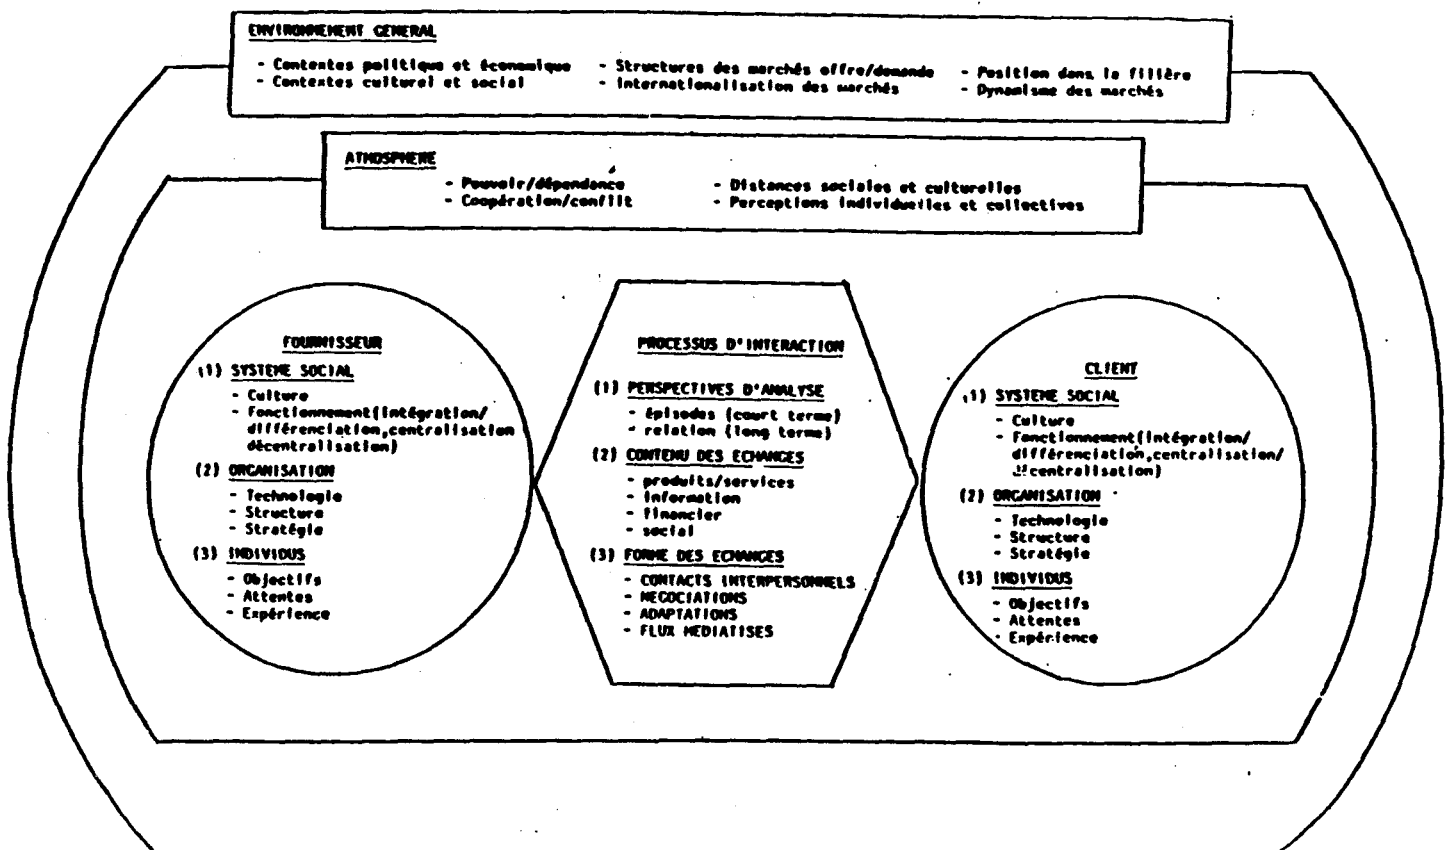 ENVIRONNEMENT GENERAL
- Contextes politique et économique - Structures des marchés offre/demande - Position dans la filière
- Contextes culturel et social - Internationalisation des marchés - Dynamisme des marchés
ATMOSPHERE
- Pouvoir/dépendance - Distances sociales et culturelles
- Coopération/conflit - Perceptions individuelles et collectives
FOURNISSEUR
(1) SYSTEME SOCIAL
- Culture
- Fonctionnement(intégration/
différenciation,centralisation
décentralisation)
(2) ORGANISATION
- Technologie
- Structure
- Stratégie
(3) INDIVIDUS
- Objectifs
- Attentes
- Expérience
PROCESSUS D'INTERACTION
(1) PERSPECTIVES D'ANALYSE
- épisodes (court terme)
- relation (long terme)
(2) CONTENU DES ECHANGES
- produits/services
- information
- financier
- social
(3) FORME DES ECHANGES
- CONTACTS INTERPERSONNELS
- NEGOCIATIONS
- ADAPTATIONS
- FLUX MEDIATISES
CLIENT
(1) SYSTEME SOCIAL
- Culture
- Fonctionnement(intégration/
différenciation,centralisation/
décentralisation)
(2) ORGANISATION
- Technologie
- Structure
- Stratégie
(3) INDIVIDUS
- Objectifs
- Attentes
- Expérience